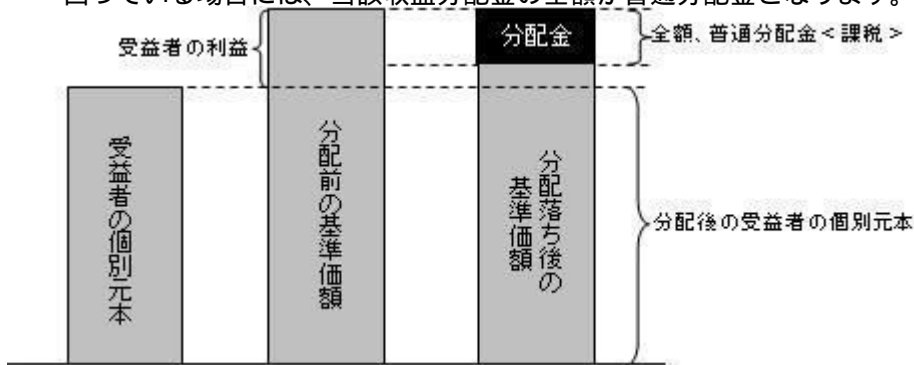 回っている場合には、当該収益分配金の全額が普通分配金となります。
受益者の利益
分配金
全額、普通分配金<課税>
受益者の個別元本
分配前の基準価額
分配落ち後の
基準価額
分配後の受益者の個別元本